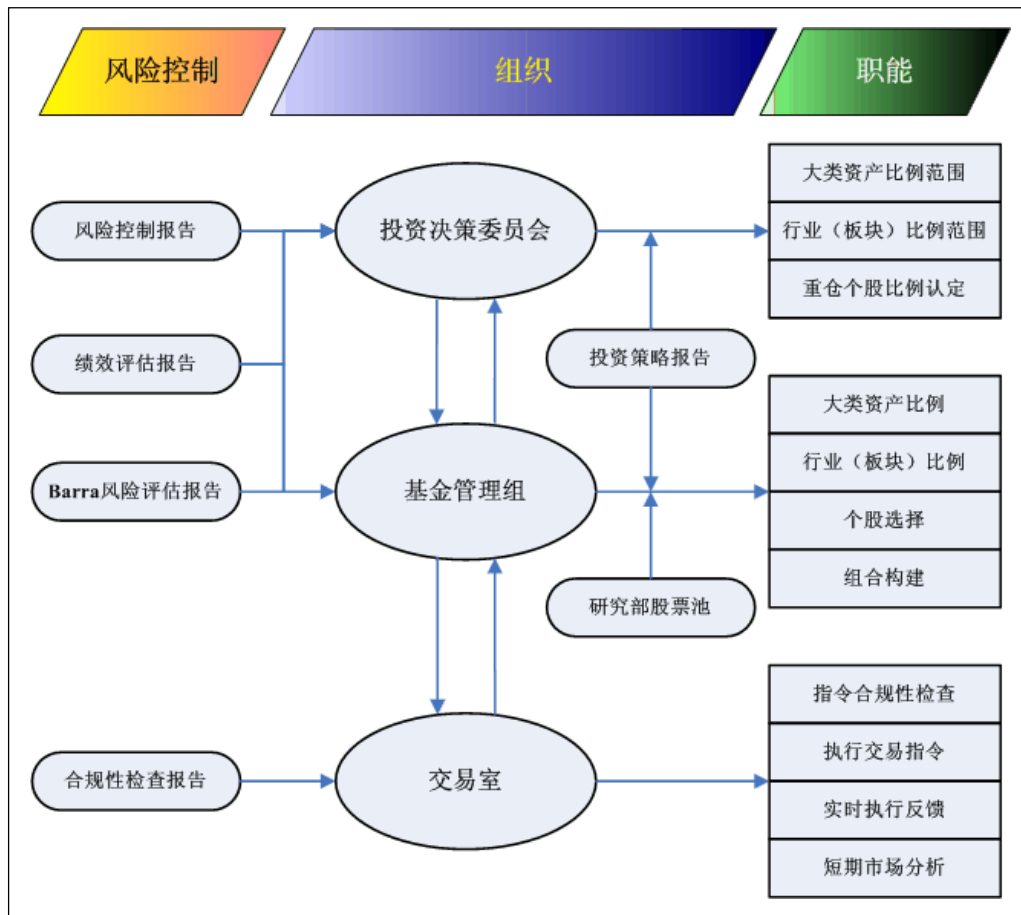 风险控制
组织
职能
风险控制报告
绩效评估报告
Barra风险评估报告
合规性检查报告
投资决策委员会
基金管理组
交易室
投资策略报告
研究部股票池
大类资产比例范围
行业（板块）比例范围
重仓个股比例认定
大类资产比例
行业（板块）比例
个股选择
组合构建
指令合规性检查
执行交易指令
实时执行反馈
短期市场分析